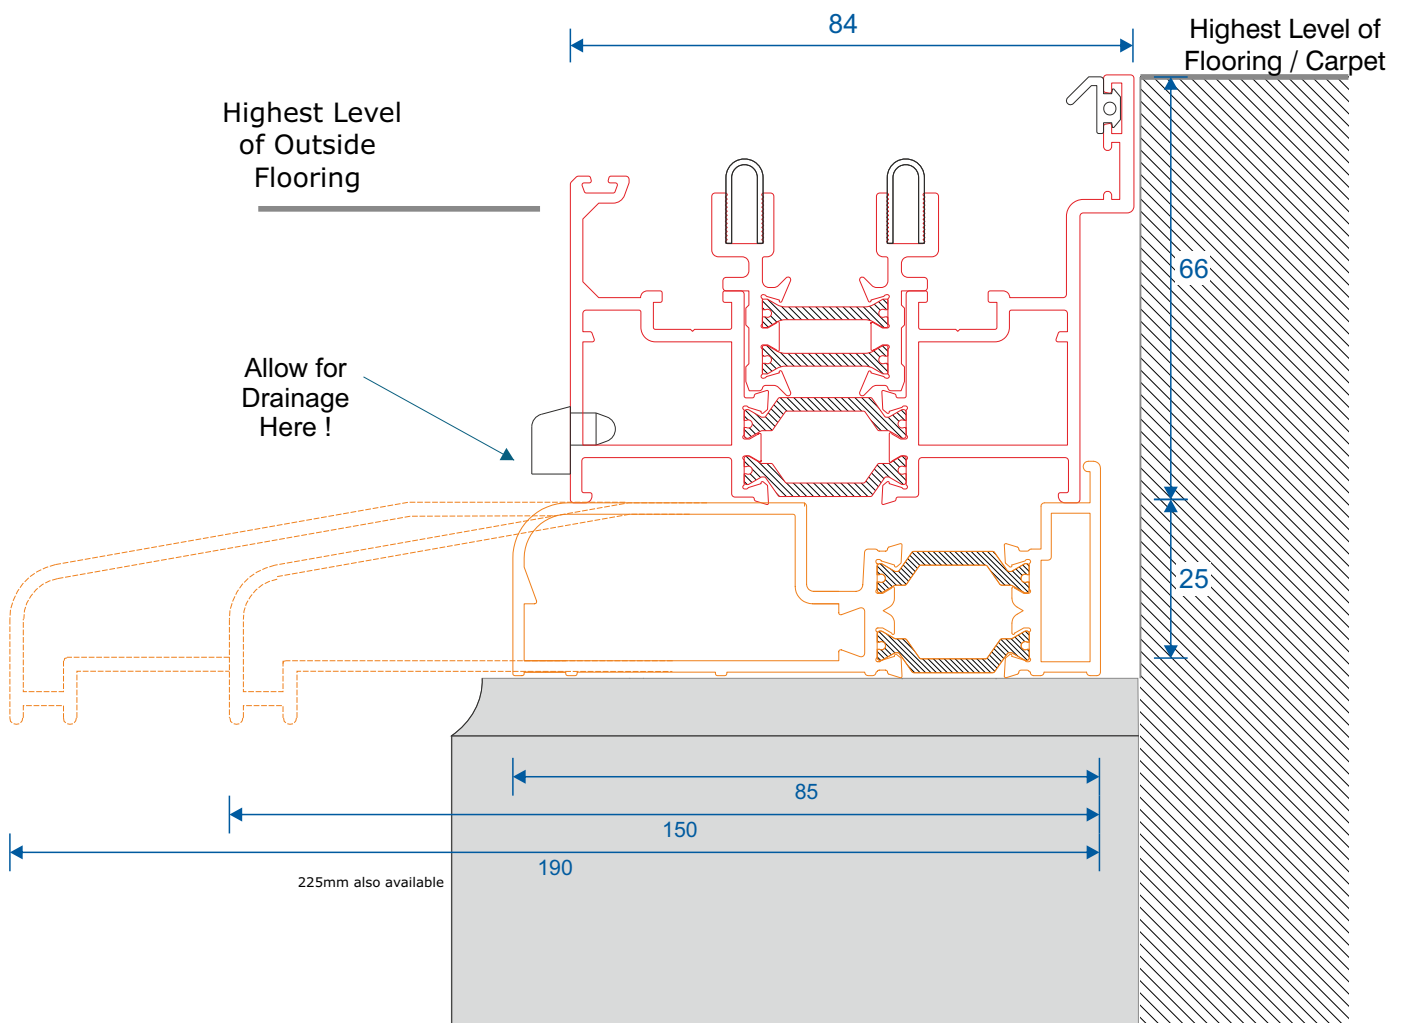 84
Highest Level of
Flooring / Carpet
Highest Level
of Outside
Flooring
66
Allow for
Drainage
Here !
25
85
150
190
225mm also available